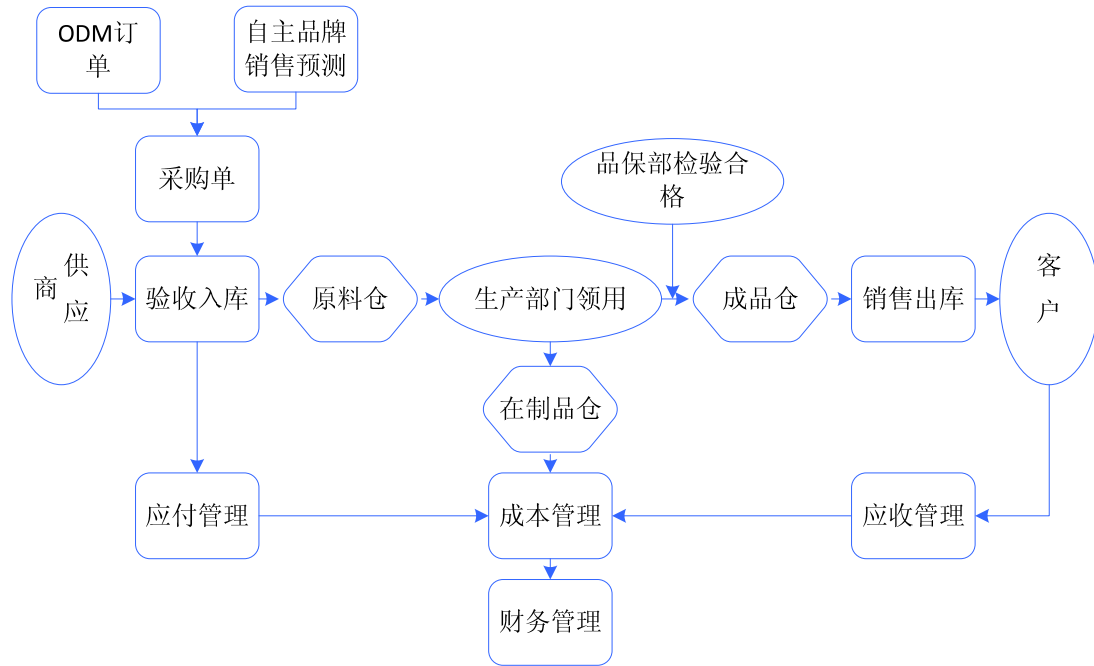 ODM订
单
自主品牌
销售预测
采购单
品保部检验合
格
供
应
商
验收入库
原料仓
生产部门领用
成品仓
销售出库
客
户
在制品仓
应付管理
成本管理
应收管理
财务管理